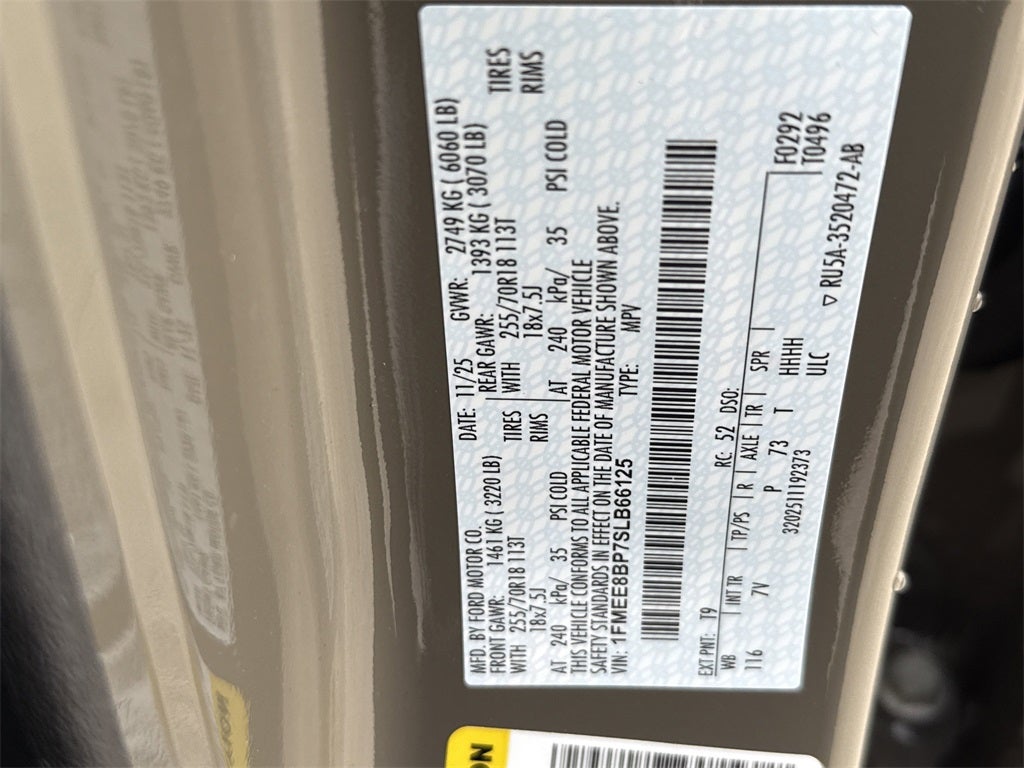 MFD. BY FORD MOTOR CO. DATE: 11/25 GVWR: 2749 KG ( 6060 LB)
FRONT GAWR: 1461 KG ( 3220 LB) REAR GAWR: 1393 KG ( 3070 LB)
WITH 255/70R18 113T TIRES WITH 255/70R18 113T TIRES
18x7.5J RIMS 18x7.5J RIMS
AT 240 kPa/ 35 PSI COLD AT 240 kPa/ 35 PSI COLD
THIS VEHICLE CONFORMS TO ALL APPLICABLE FEDERAL MOTOR VEHICLE
SAFETY STANDARDS IN EFFECT ON THE DATE OF MANUFACTURE SHOWN ABOVE.
VIN: 1FMEE8BP7SLB66125 TYPE: MPV
EXT PNT: T9 RC: 52 DSO:
WB INT TR TP/PS R AXLE TR SPR F0292
116 7V P 73 T HHHH T0496
3202511192373 ULC
▽ RU5A-3520472-AB